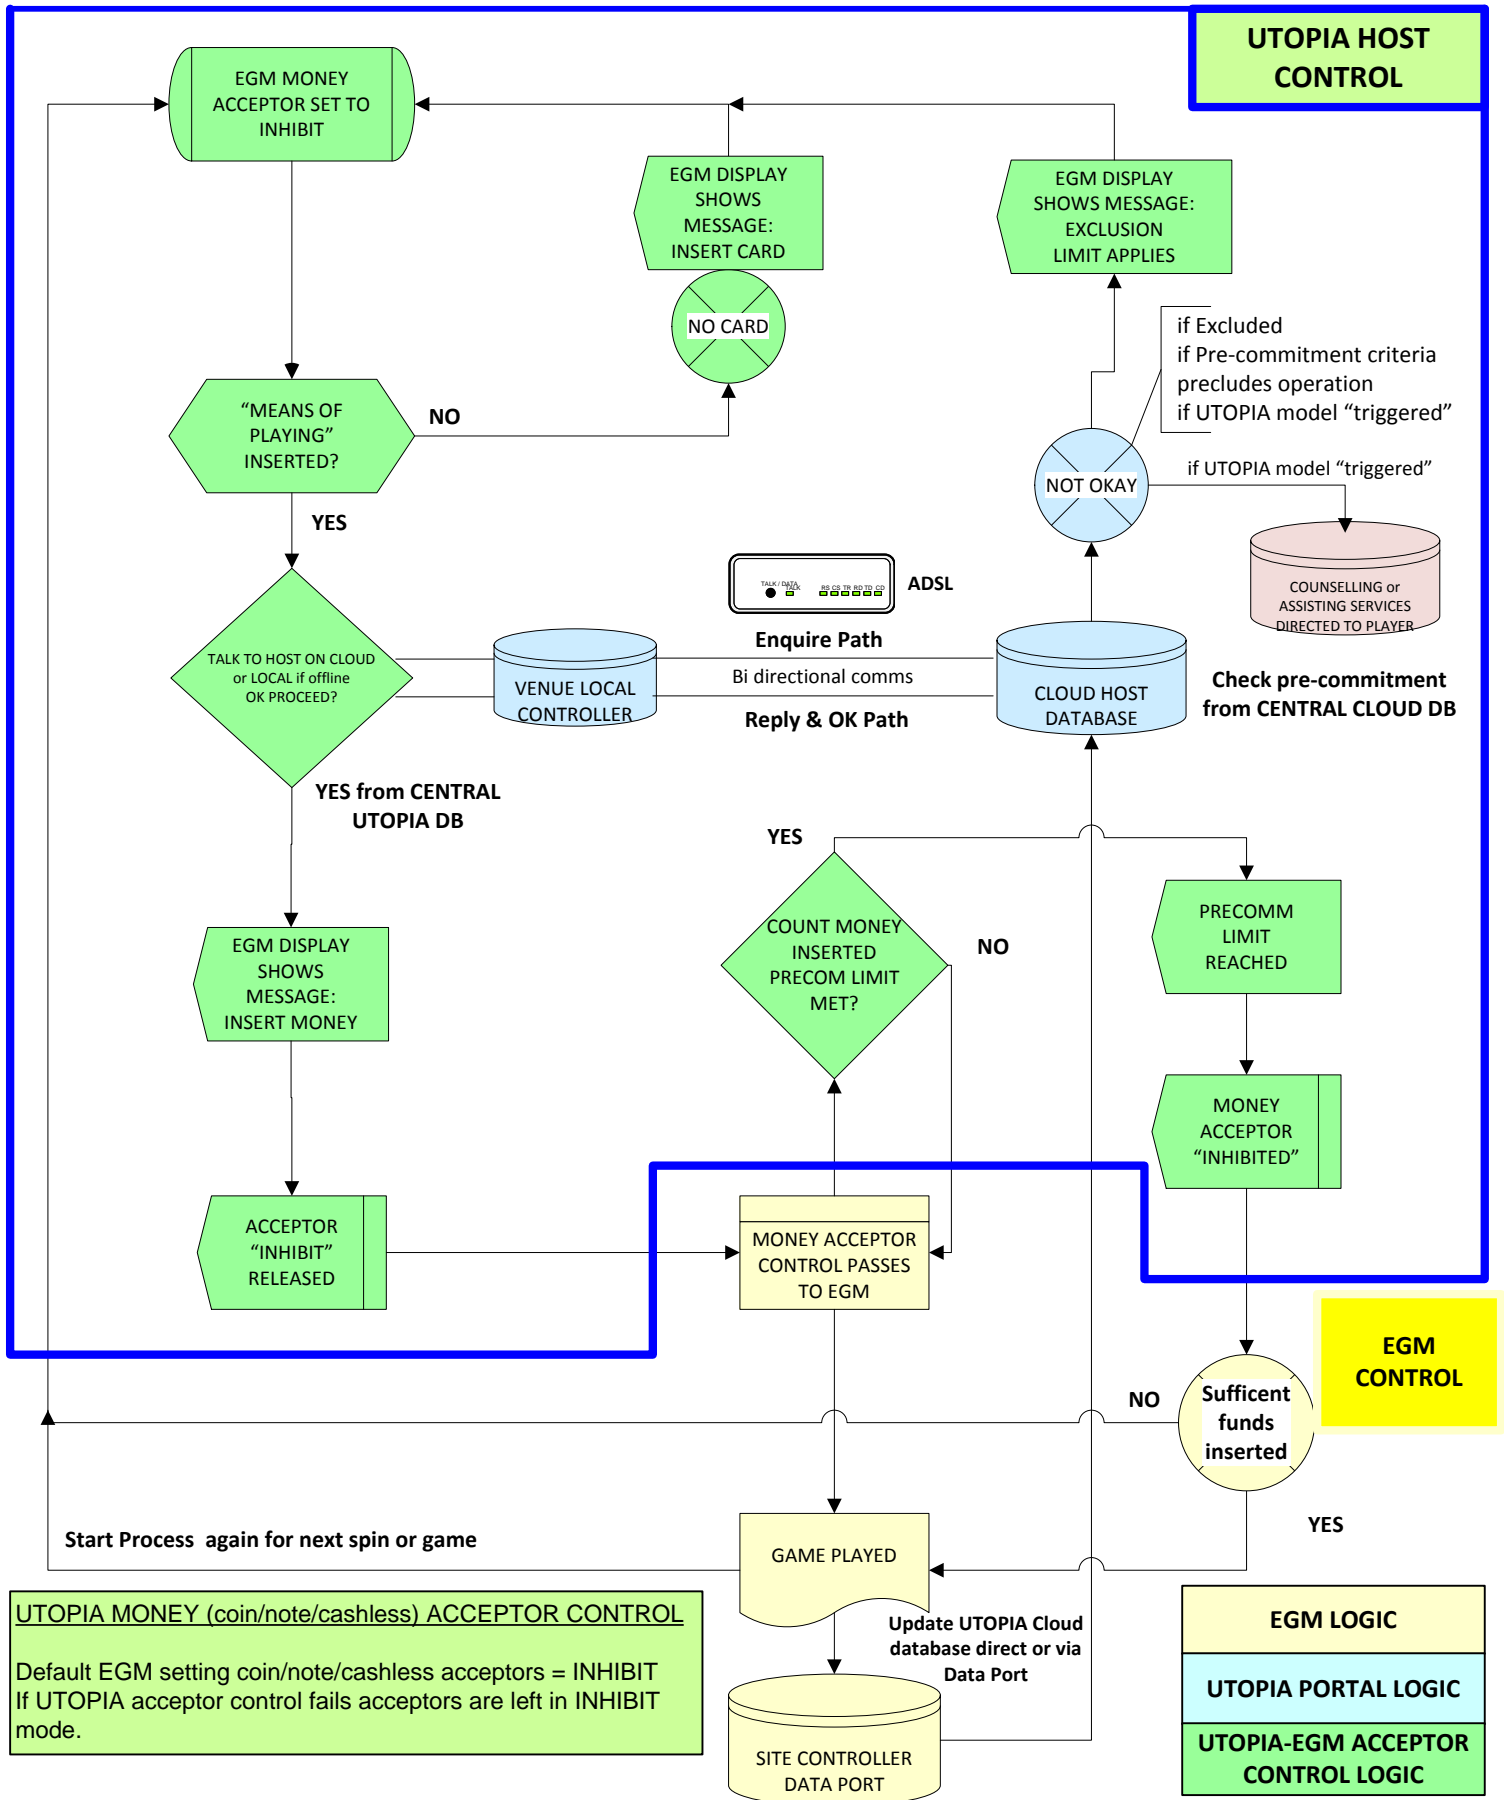 UTOPIA HOST
CONTROL
EGM MONEY
ACCEPTOR SET TO
INHIBIT
EGM DISPLAY
SHOWS
MESSAGE:
INSERT CARD
EGM DISPLAY
SHOWS MESSAGE:
EXCLUSION
LIMIT APPLIES
NO CARD
if Excluded
if Pre-commitment criteria
precludes operation
if UTOPIA model “triggered”
“MEANS OF
PLAYING”
INSERTED?
NO
if UTOPIA model “triggered”
NOT OKAY
YES
TALK / DATA
TALK
RS CS TR RD TD CD
ADSL
COUNSELLING or
ASSISTING SERVICES
DIRECTED TO PLAYER
Enquire Path
TALK TO HOST ON CLOUD
or LOCAL if offline
OK PROCEED?
VENUE LOCAL
CONTROLLER
Bi directional comms
Reply & OK Path
CLOUD HOST
DATABASE
Check pre-commitment
from CENTRAL CLOUD DB
YES from CENTRAL
UTOPIA DB
YES
COUNT MONEY
INSERTED
PRECOM LIMIT
MET?
NO
PRECOMM
LIMIT
REACHED
EGM DISPLAY
SHOWS
MESSAGE:
INSERT MONEY
MONEY
ACCEPTOR
“INHIBITED”
ACCEPTOR
“INHIBIT”
RELEASED
MONEY ACCEPTOR
CONTROL PASSES
TO EGM
EGM
CONTROL
NO
Sufficent
funds
inserted
YES
Start Process  again for next spin or game
GAME PLAYED
UTOPIA MONEY (coin/note/cashless) ACCEPTOR CONTROL
Default EGM setting coin/note/cashless acceptors = INHIBIT
If UTOPIA acceptor control fails acceptors are left in INHIBIT
mode.
Update UTOPIA Cloud
database direct or via
Data Port
SITE CONTROLLER
DATA PORT
EGM LOGIC
UTOPIA PORTAL LOGIC
UTOPIA-EGM ACCEPTOR
CONTROL LOGIC